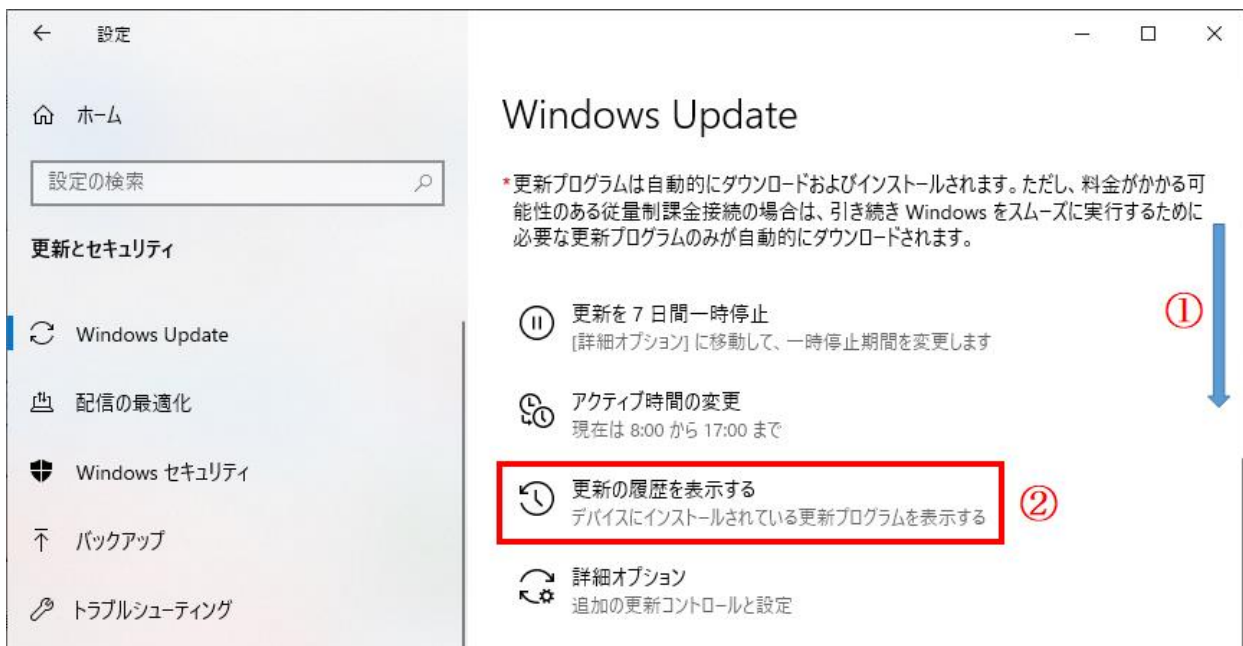 設定
ホーム
設定の検索
更新とセキュリティ
Windows Update
配信の最適化
Windows セキュリティ
バックアップ
トラブルシューティング
Windows Update
*更新プログラムは自動的にダウンロードおよびインストールされます。ただし、料金がかかる可
能性のある従量制課金接続の場合は、引き続き Windows をスムーズに実行するために
必要な更新プログラムのみが自動的にダウンロードされます。
①
更新を 7 日間一時停止
[詳細オプション] に移動して、一時停止期間を変更します
アクティブ時間の変更
現在は 8:00 から 17:00 まで
更新の履歴を表示する
デバイスにインストールされている更新プログラムを表示する
②
詳細オプション
追加の更新コントロールと設定